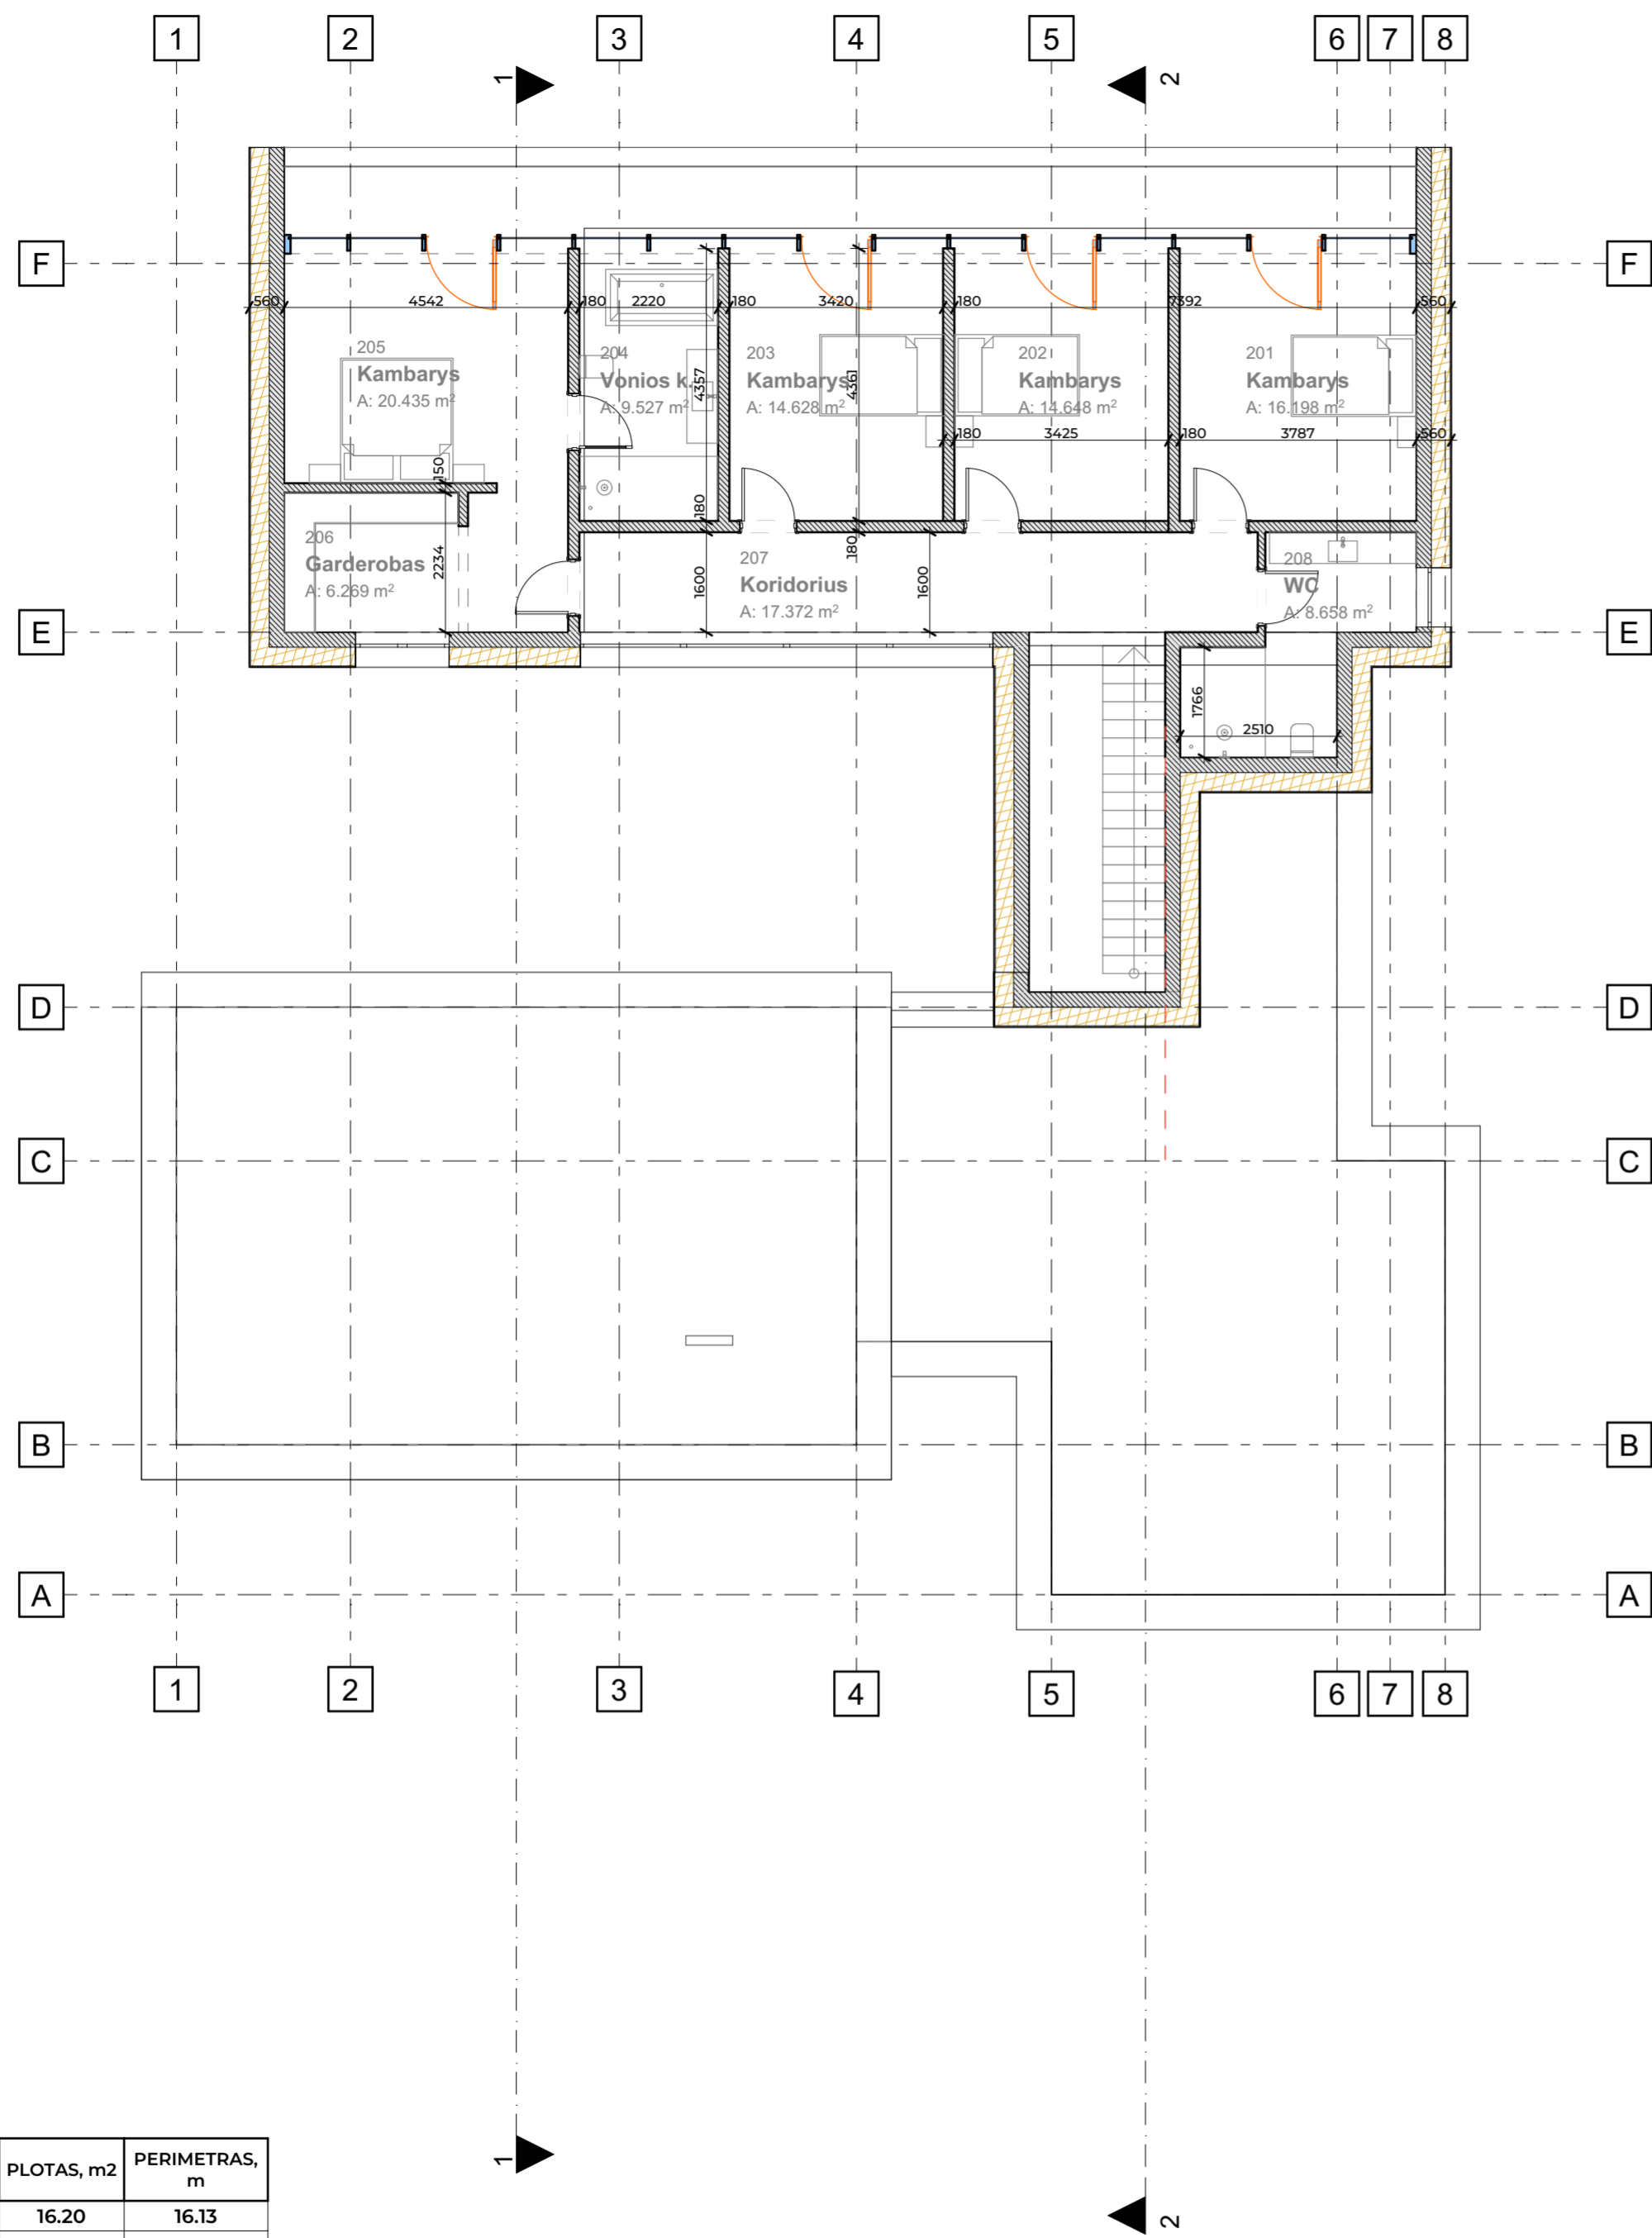 1 2 3 4 5 6 7 8
1 2
F F
560 4542 180 2220 180 3420 180 7392 560
205
Kambarys
A: 20.435 m²
204
Vonios k.
A: 9.527 m²
4357
203
Kambarys
A: 14.628 m²
4361
202
Kambarys
A: 14.648 m²
201
Kambarys
A: 16.198 m²
180 3425 180 3787 560
150
180
180
206
Garderobas
A: 6.269 m²
2234
1600
207
Koridorius
A: 17.372 m²
1600
208
WC
A: 8.658 m²
E E
1766
2510
D D
C C
B B
A A
1 2 3 4 5 6 7 8
1
2
PLOTAS, m2 PERIMETRAS,
m
16.20 16.13